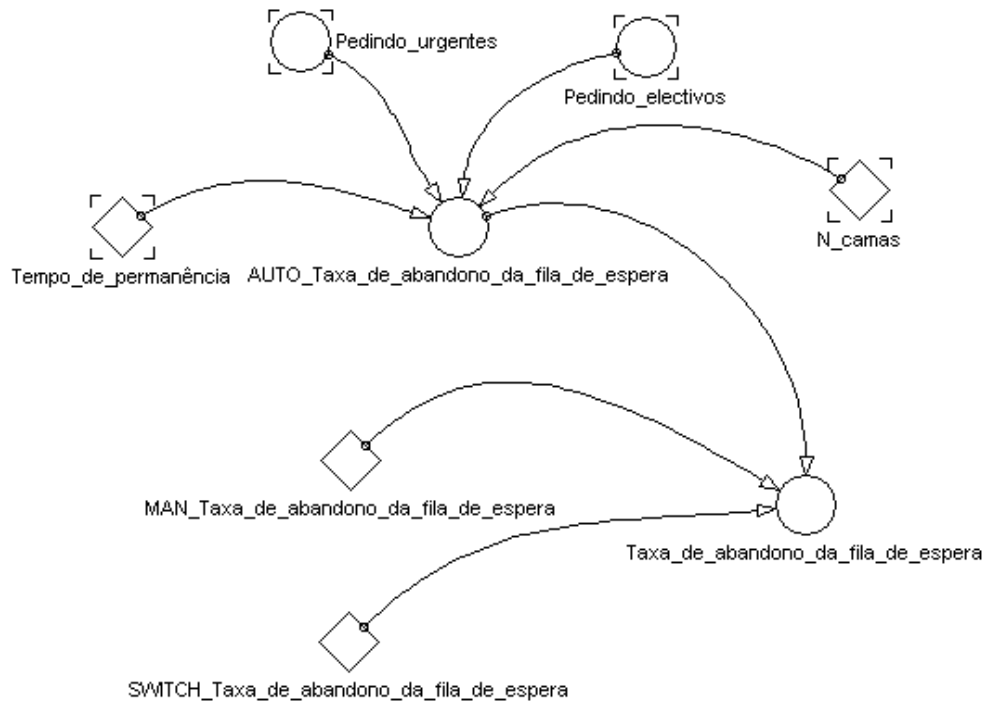 Pedindo_urgentes
Pedindo_electivos
N_camas
Tempo_de_permanência
AUTO_Taxa_de_abandono_da_fila_de_espera
MAN_Taxa_de_abandono_da_fila_de_espera
Taxa_de_abandono_da_fila_de_espera
SWITCH_Taxa_de_abandono_da_fila_de_espera